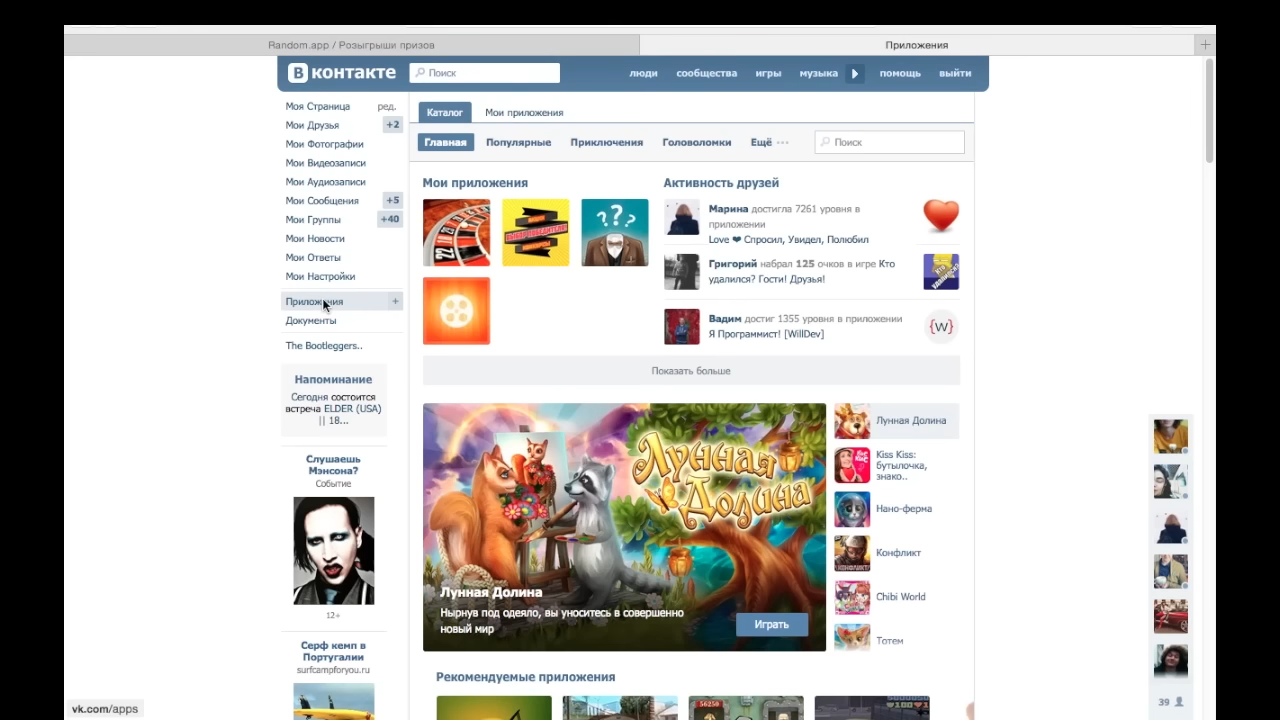 Random.app / Розыгрыши призов
Приложения
В контакте
Поиск
люди
сообщества
игры
музыка
помощь
выйти
Моя Страница
ред.
Мои Друзья
+2
Мои Фотографии
Мои Видеозаписи
Мои Аудиозаписи
Мои Сообщения
+5
Мои Группы
+40
Мои Новости
Мои Ответы
Мои Настройки
Приложения
+
Документы
The Bootleggers..
Напоминание
Сегодня состоится
встреча ELDER (USA)
|| 18...
Слушаешь
Мэнсона?
Событие
12+
Серф кемп в
Португалии
surfcampforyou.ru
Каталог
Мои приложения
Главная
Популярные
Приключения
Головоломки
Ещё
Поиск
Мои приложения
???
Активность друзей
Марина достигла 7261 уровня в
приложении
Love ❤ Спросил, Увидел, Полюбил
Григорий набрал 125 очков в игре Кто
удалился? Гости! Друзья!
Вадим достиг 1355 уровня в приложении
Я Программист! [WillDev]
{W}
Показать больше
Лунная
Долина
Лунная Долина
Нырнув под одеяло, вы уноситесь в совершенно
новый мир
Играть
Лунная Долина
Kiss Kiss:
бутылочка,
знако..
Нано-ферма
Конфликт
Chibi World
Тотем
Рекомендуемые приложения
39
vk.com/apps